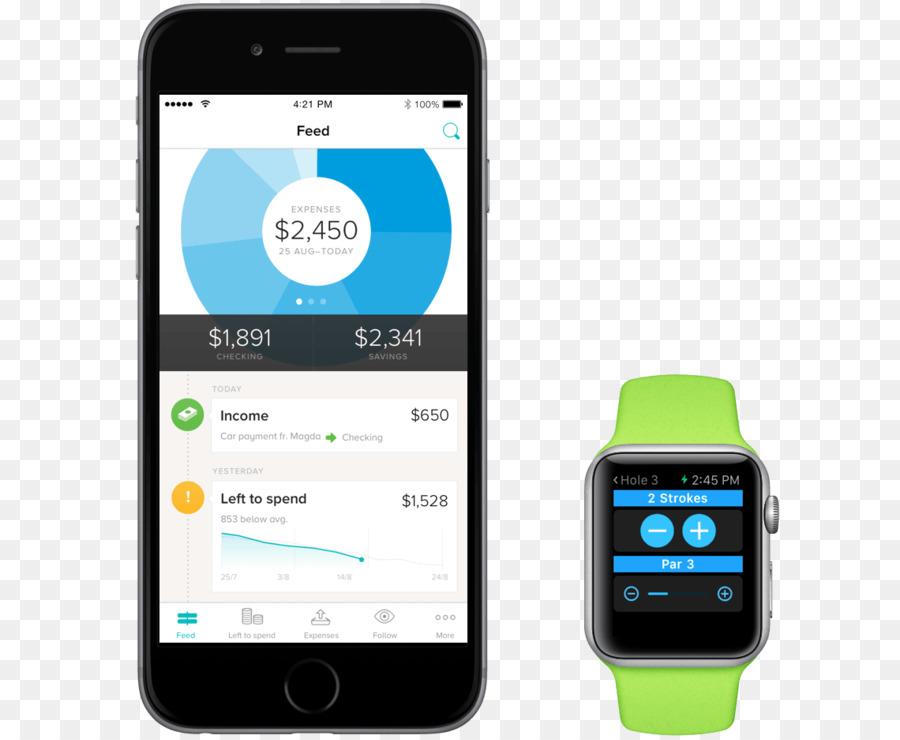 4:21 PM 100%
Feed
EXPENSES
$2,450
25 AUG–TODAY
$1,891 $2,341
CHECKING SAVINGS
TODAY
Income $650
Car payment fr. Magda Checking
YESTERDAY
Left to spend $1,528
853 below avg.
25/7 3/8 14/8 24/8
Feed Left to spend Expenses Follow More
Hole 3 2:45 PM
2 Strokes
Par 3